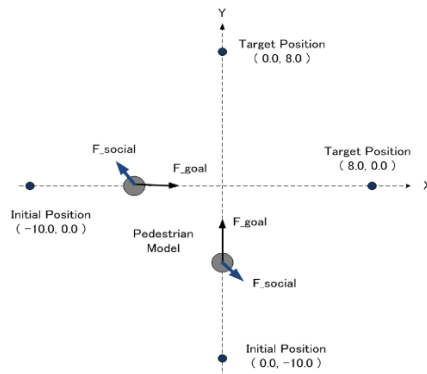 Y
Target Position
( 0.0, 8.0 )
F_social
F_goal
Target Position
( 8.0, 0.0 )
X
Initial Position
( -10.0, 0.0 )
Pedestrian
Model
F_goal
F_social
Initial Position
( 0.0, -10.0 )